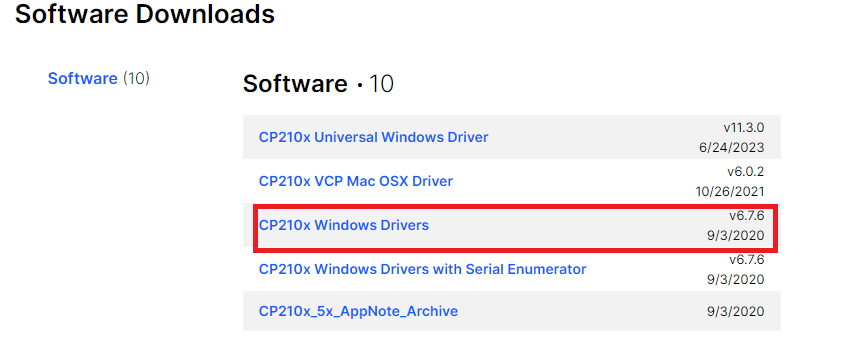 Software Downloads
Software (10)
Software • 10
CP210x Universal Windows Driver
v11.3.0
6/24/2023
CP210x VCP Mac OSX Driver
v6.0.2
10/26/2021
CP210x Windows Drivers
v6.7.6
9/3/2020
CP210x Windows Drivers with Serial Enumerator
v6.7.6
9/3/2020
CP210x_5x_AppNote_Archive
9/3/2020